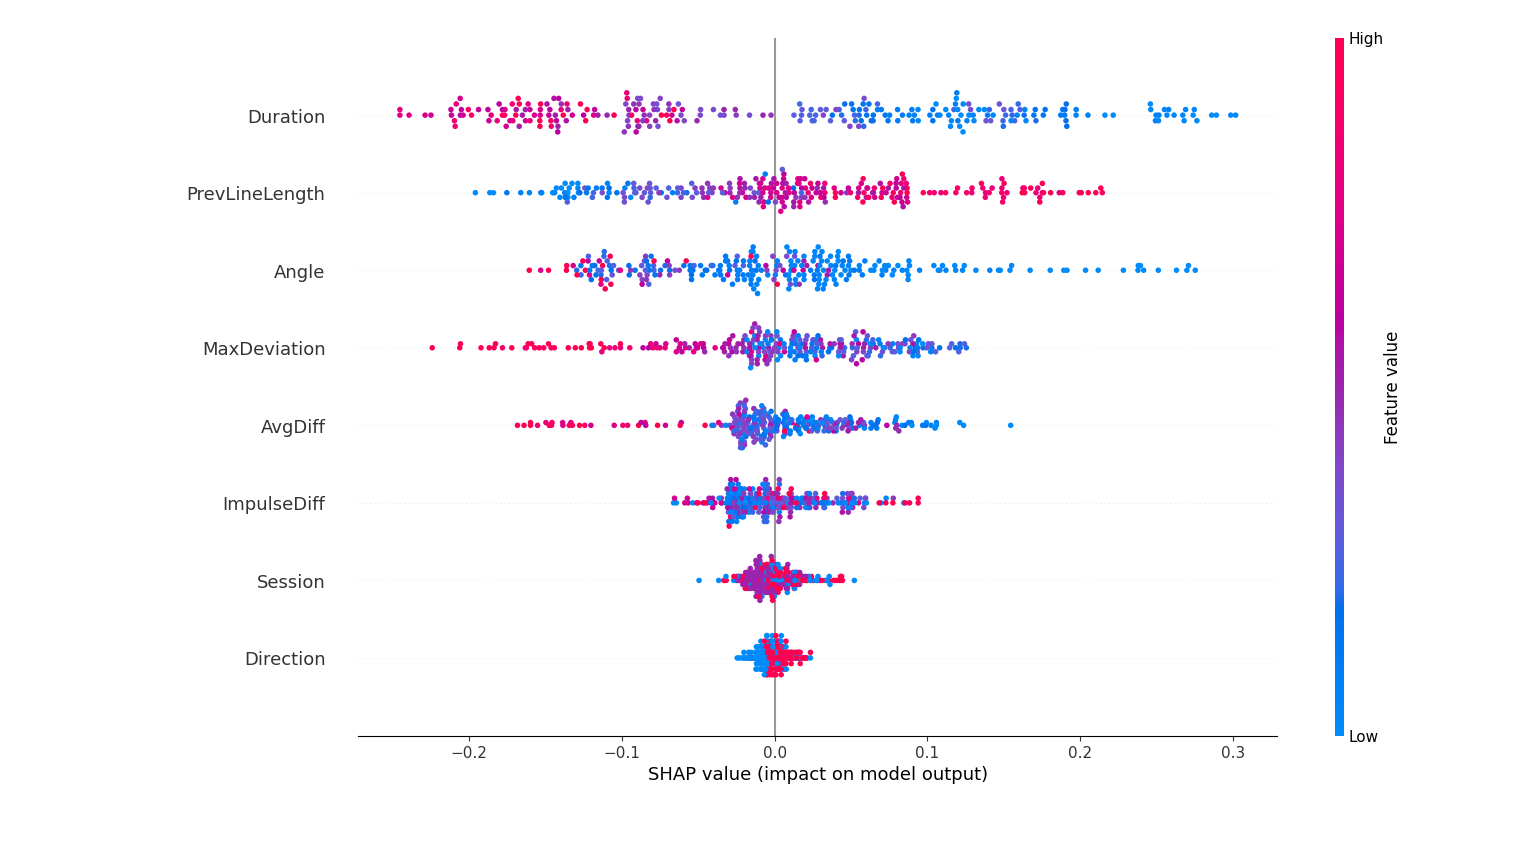 High
Duration
PrevLineLength
Angle
MaxDeviation
AvgDiff
ImpulseDiff
Session
Direction
Feature value
Low
−0.2 −0.1 0.0 0.1 0.2 0.3
SHAP value (impact on model output)